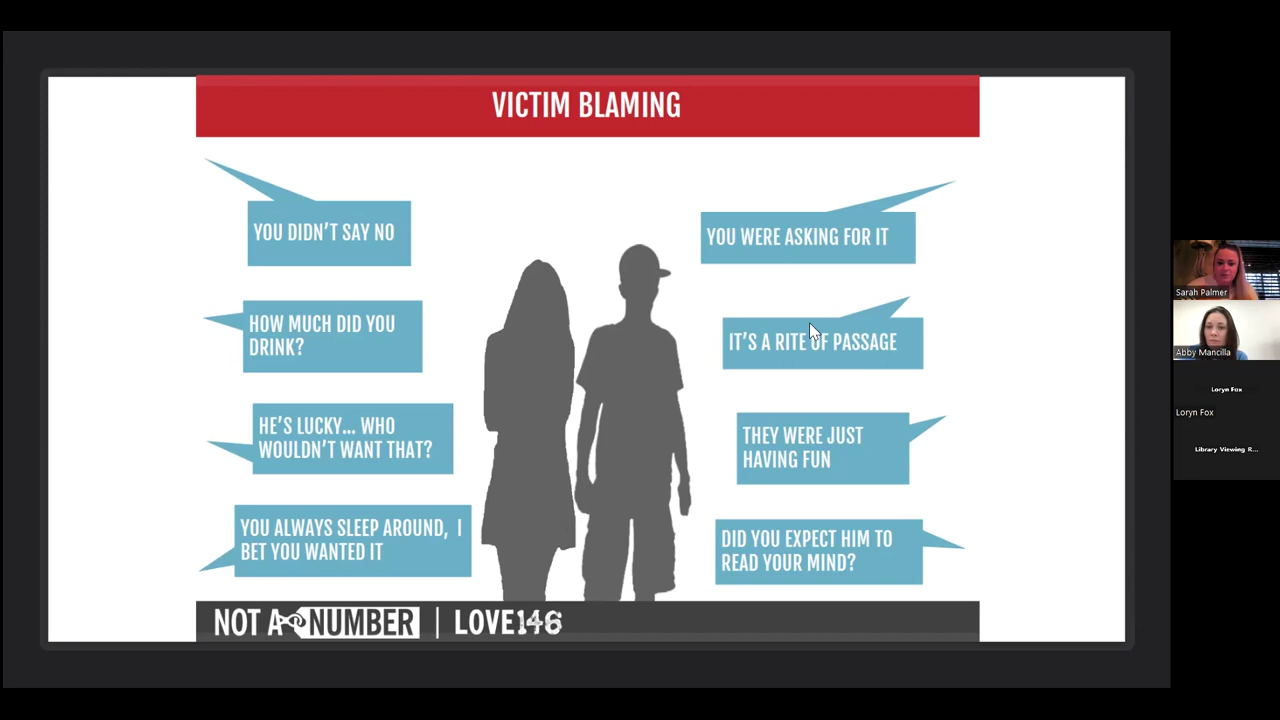 VICTIM BLAMING
YOU DIDN'T SAY NO
YOU WERE ASKING FOR IT
HOW MUCH DID YOU
DRINK?
IT'S A RITE OF PASSAGE
HE'S LUCKY... WHO
WOULDN'T WANT THAT?
THEY WERE JUST
HAVING FUN
YOU ALWAYS SLEEP AROUND, I
BET YOU WANTED IT
DID YOU EXPECT HIM TO
READ YOUR MIND?
NOT A NUMBER | LOVE146
Sarah Palmer
Abby Mancilla
Loryn Fox
Loryn Fox
Library Viewing R...